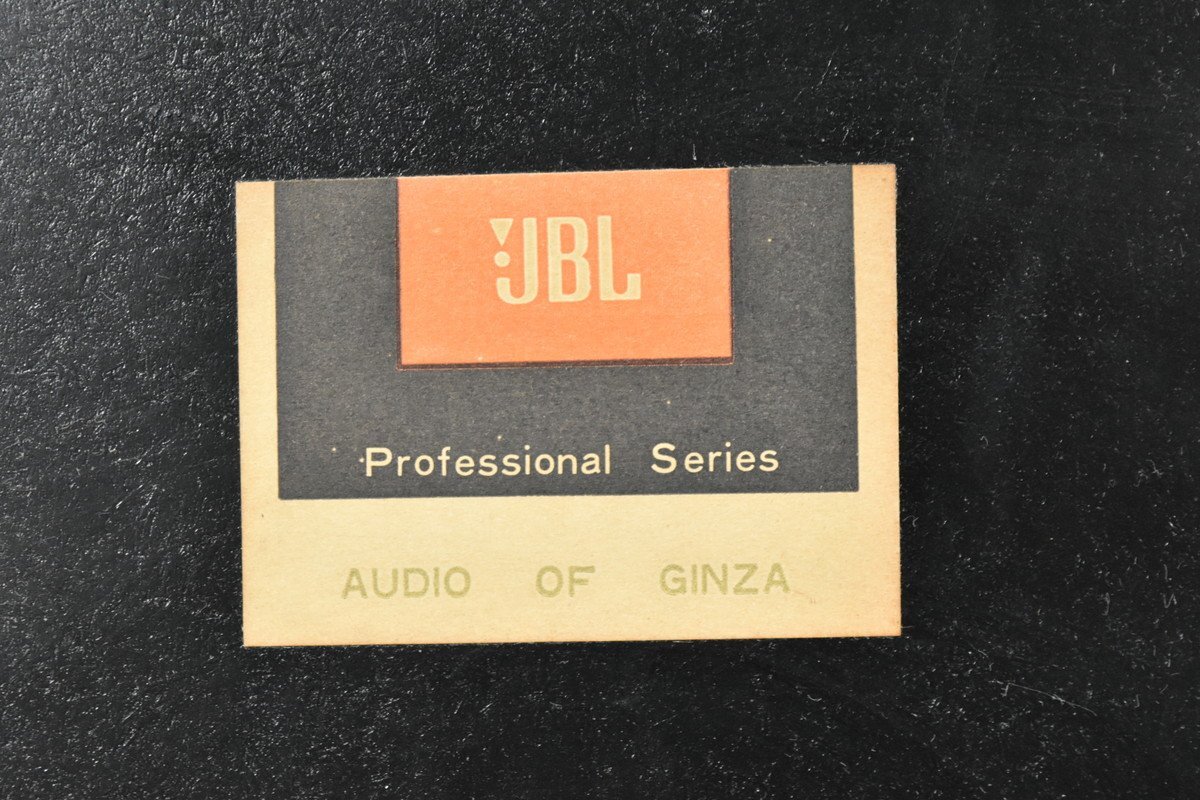 JBL
Professional Series
AUDIO OF GINZA